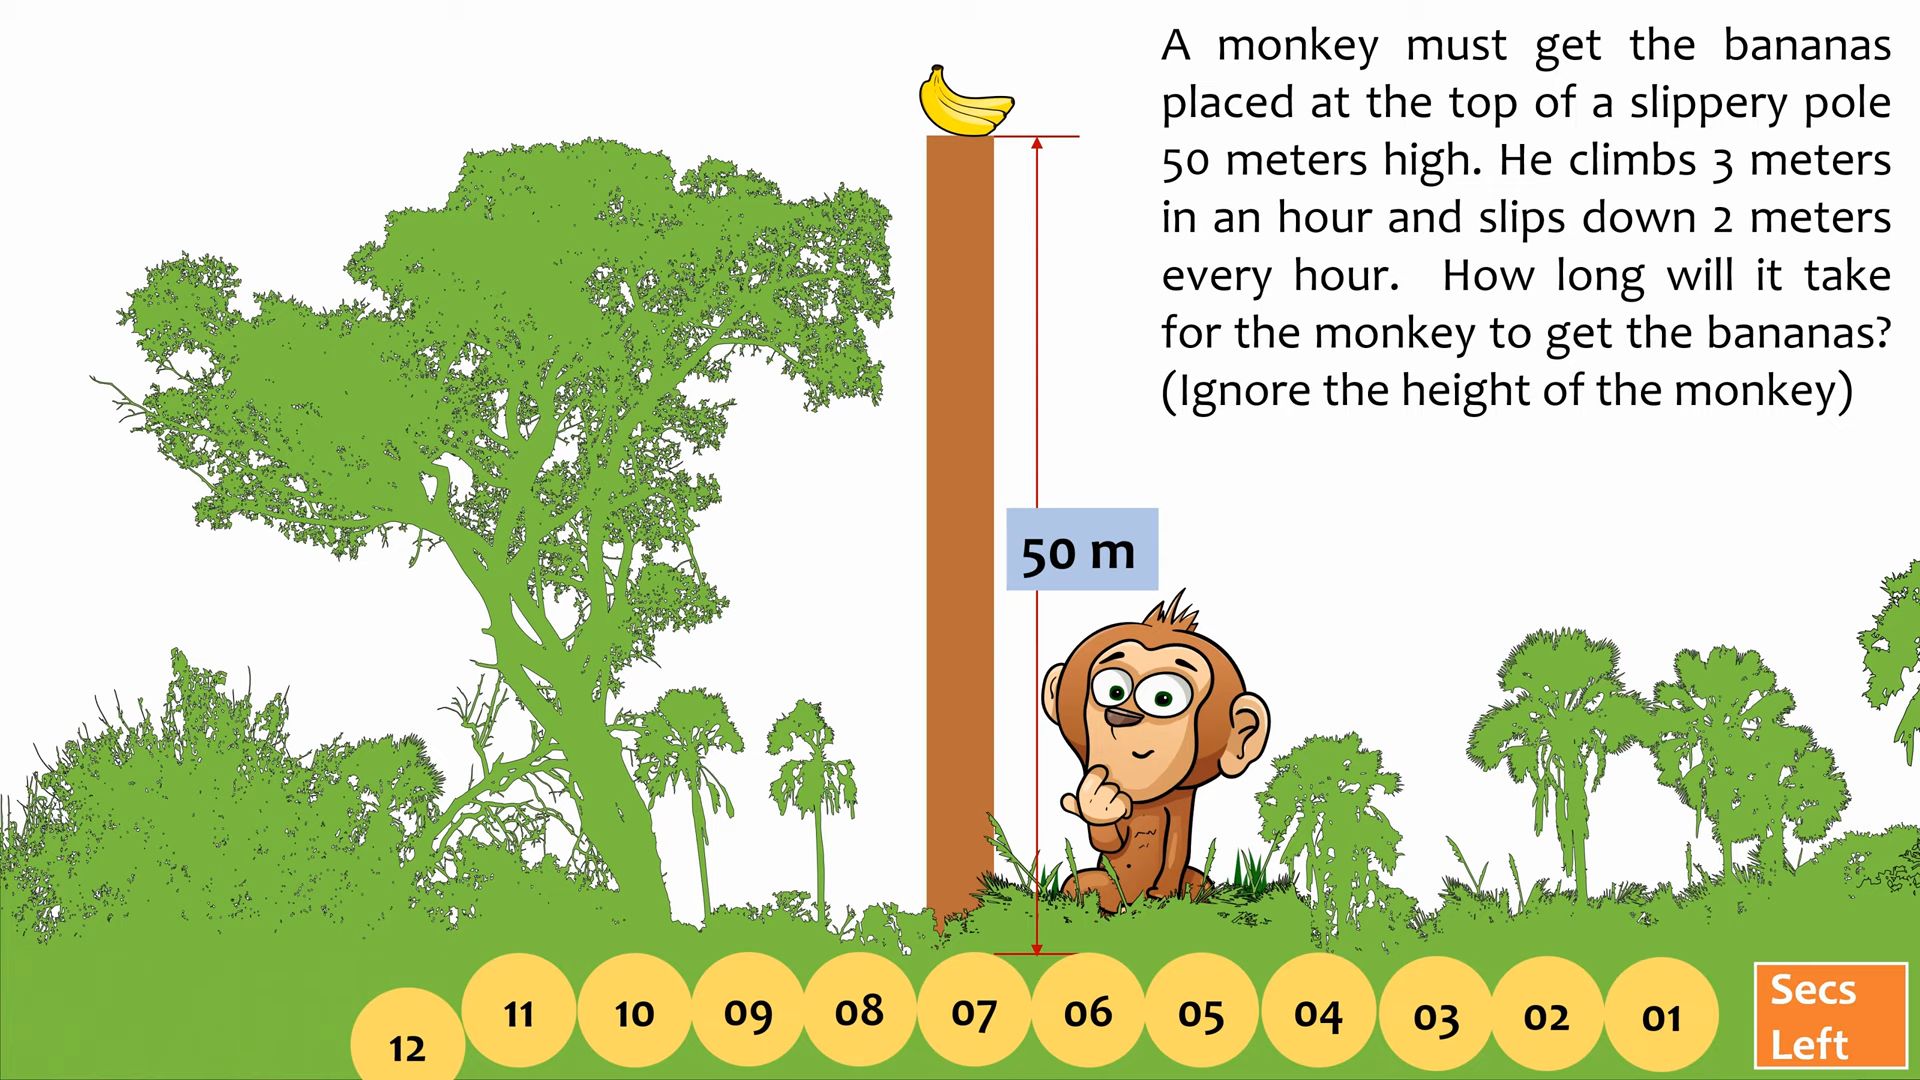 A monkey must get the bananas
placed at the top of a slippery pole
50 meters high. He climbs 3 meters
in an hour and slips down 2 meters
every hour. How long will it take
for the monkey to get the bananas?
(Ignore the height of the monkey)
50 m
12 11 10 09 08 07 06 05 04 03 02 01
Secs
Left